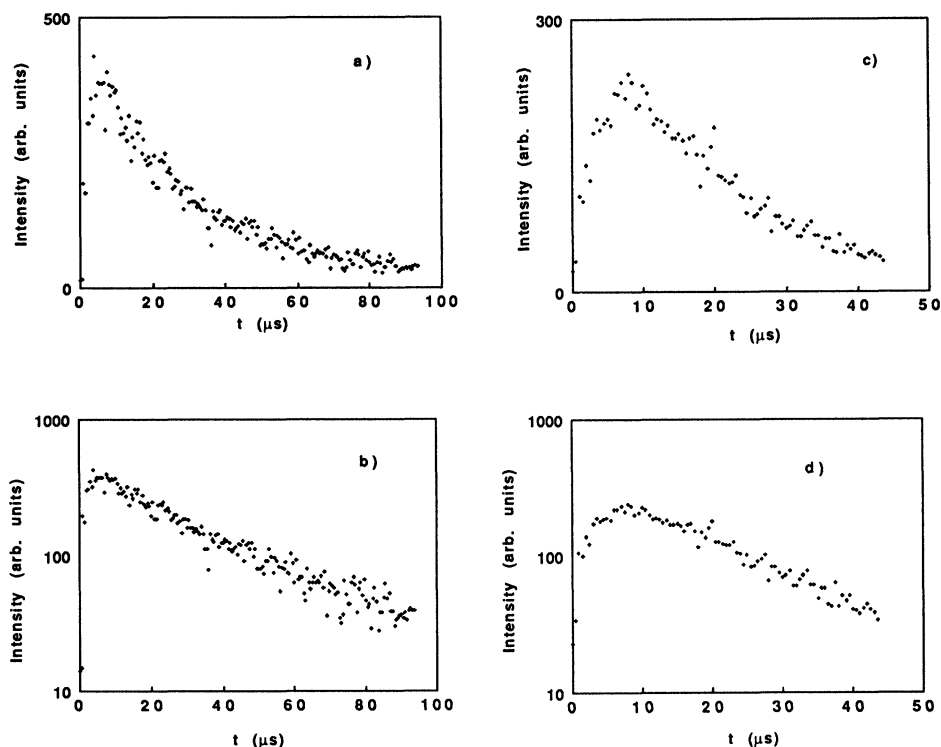 500
a)
Intensity (arb. units)
0
0 20 40 60 80 100
t (μs)
300
c)
Intensity (arb. units)
0
0 10 20 30 40 50
t (μs)
1000
b)
Intensity (arb. units)
100
10
0 20 40 60 80 100
t (μs)
1000
d)
Intensity (arb. units)
100
10
0 10 20 30 40 50
t (μs)